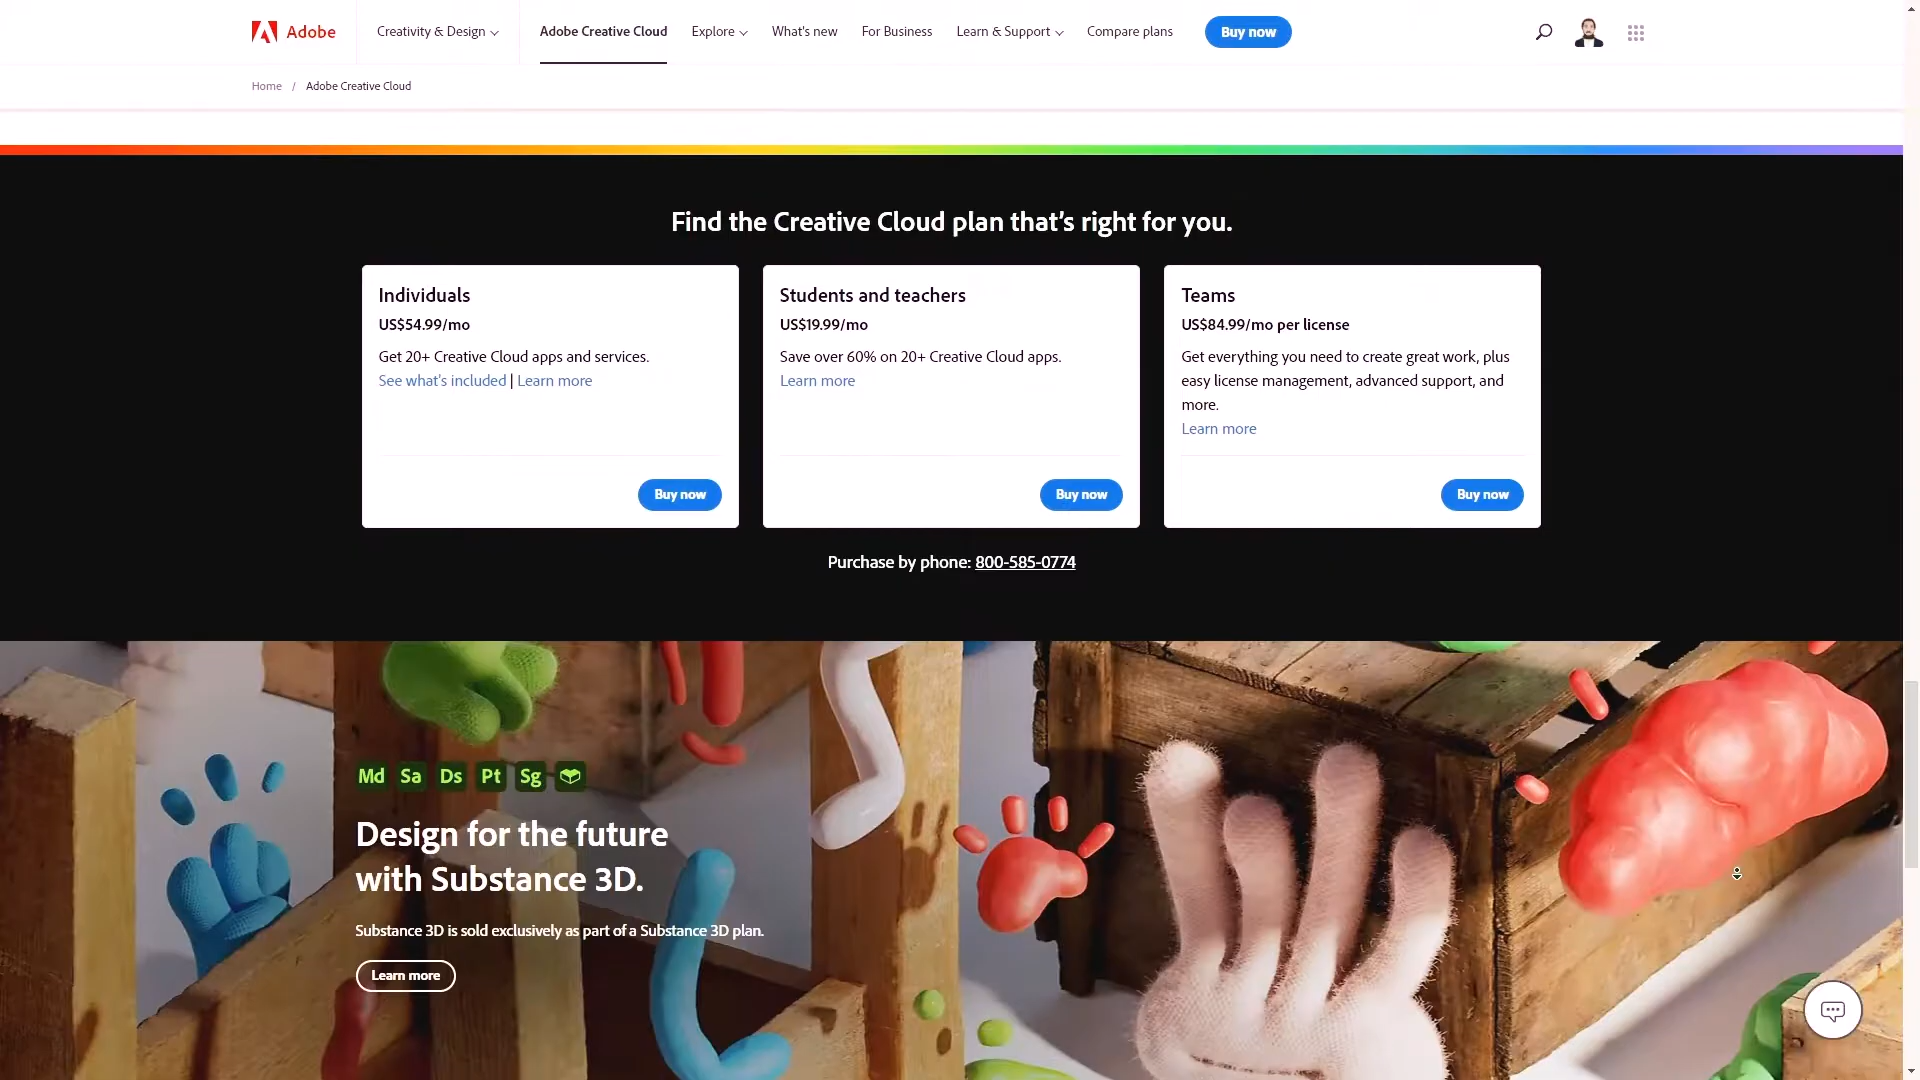 Adobe
Creativity & Design
Adobe Creative Cloud
Explore
What's new
For Business
Learn & Support
Compare plans
Buy now
Home / Adobe Creative Cloud
Find the Creative Cloud plan that’s right for you.
Individuals
US$54.99/mo
Get 20+ Creative Cloud apps and services.
See what's included | Learn more
Buy now
Students and teachers
US$19.99/mo
Save over 60% on 20+ Creative Cloud apps.
Learn more
Buy now
Teams
US$84.99/mo per license
Get everything you need to create great work, plus
easy license management, advanced support, and
more.
Learn more
Buy now
Purchase by phone: 800-585-0774
Md Sa Ds Pt Sg
Design for the future
with Substance 3D.
Substance 3D is sold exclusively as part of a Substance 3D plan.
Learn more